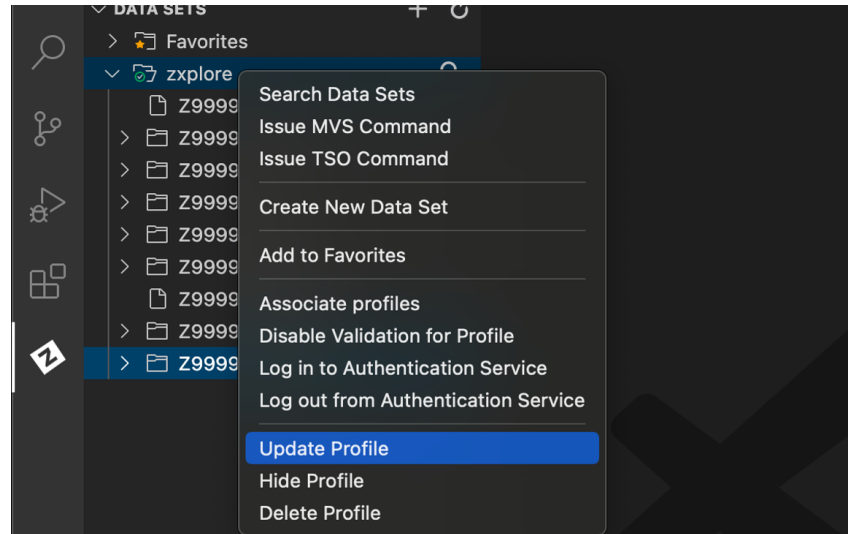 DATA SETS
Favorites
zxplore
Z9999
Z9999
Z9999
Z9999
Z9999
Z9999
Z9999
Z9999
Z9999
Search Data Sets
Issue MVS Command
Issue TSO Command
Create New Data Set
Add to Favorites
Associate profiles
Disable Validation for Profile
Log in to Authentication Service
Log out from Authentication Service
Update Profile
Hide Profile
Delete Profile